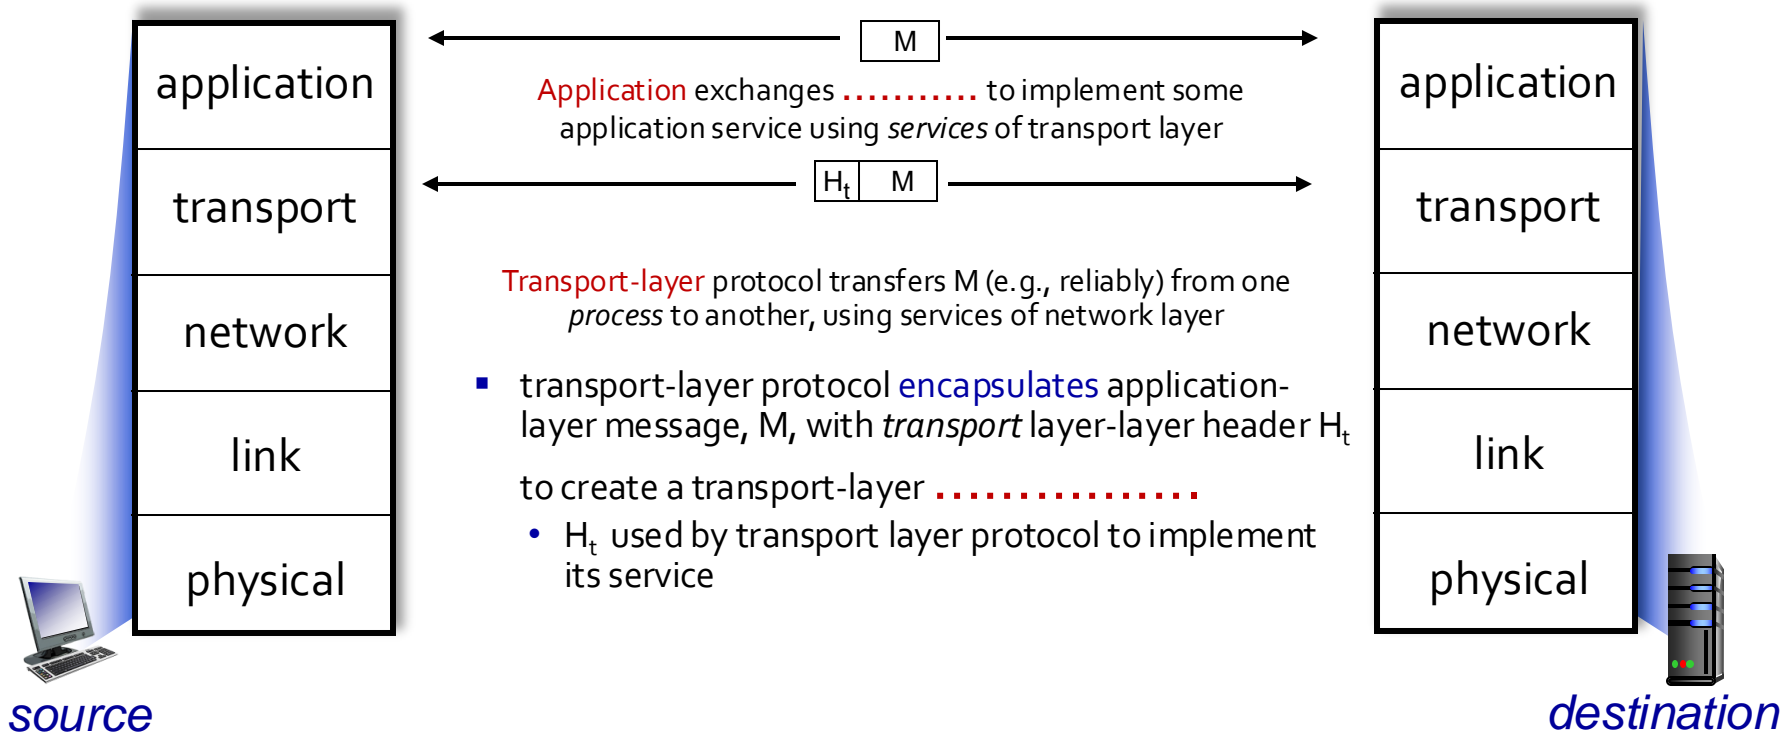 application
transport
network
link
physical
source
M
Application exchanges ........... to implement some
application service using services of transport layer
Ht M
Transport-layer protocol transfers M (e.g., reliably) from one
process to another, using services of network layer
▪ transport-layer protocol encapsulates application-
layer message, M, with transport layer-layer header Ht
to create a transport-layer ................
• Ht used by transport layer protocol to implement
its service
application
transport
network
link
physical
destination